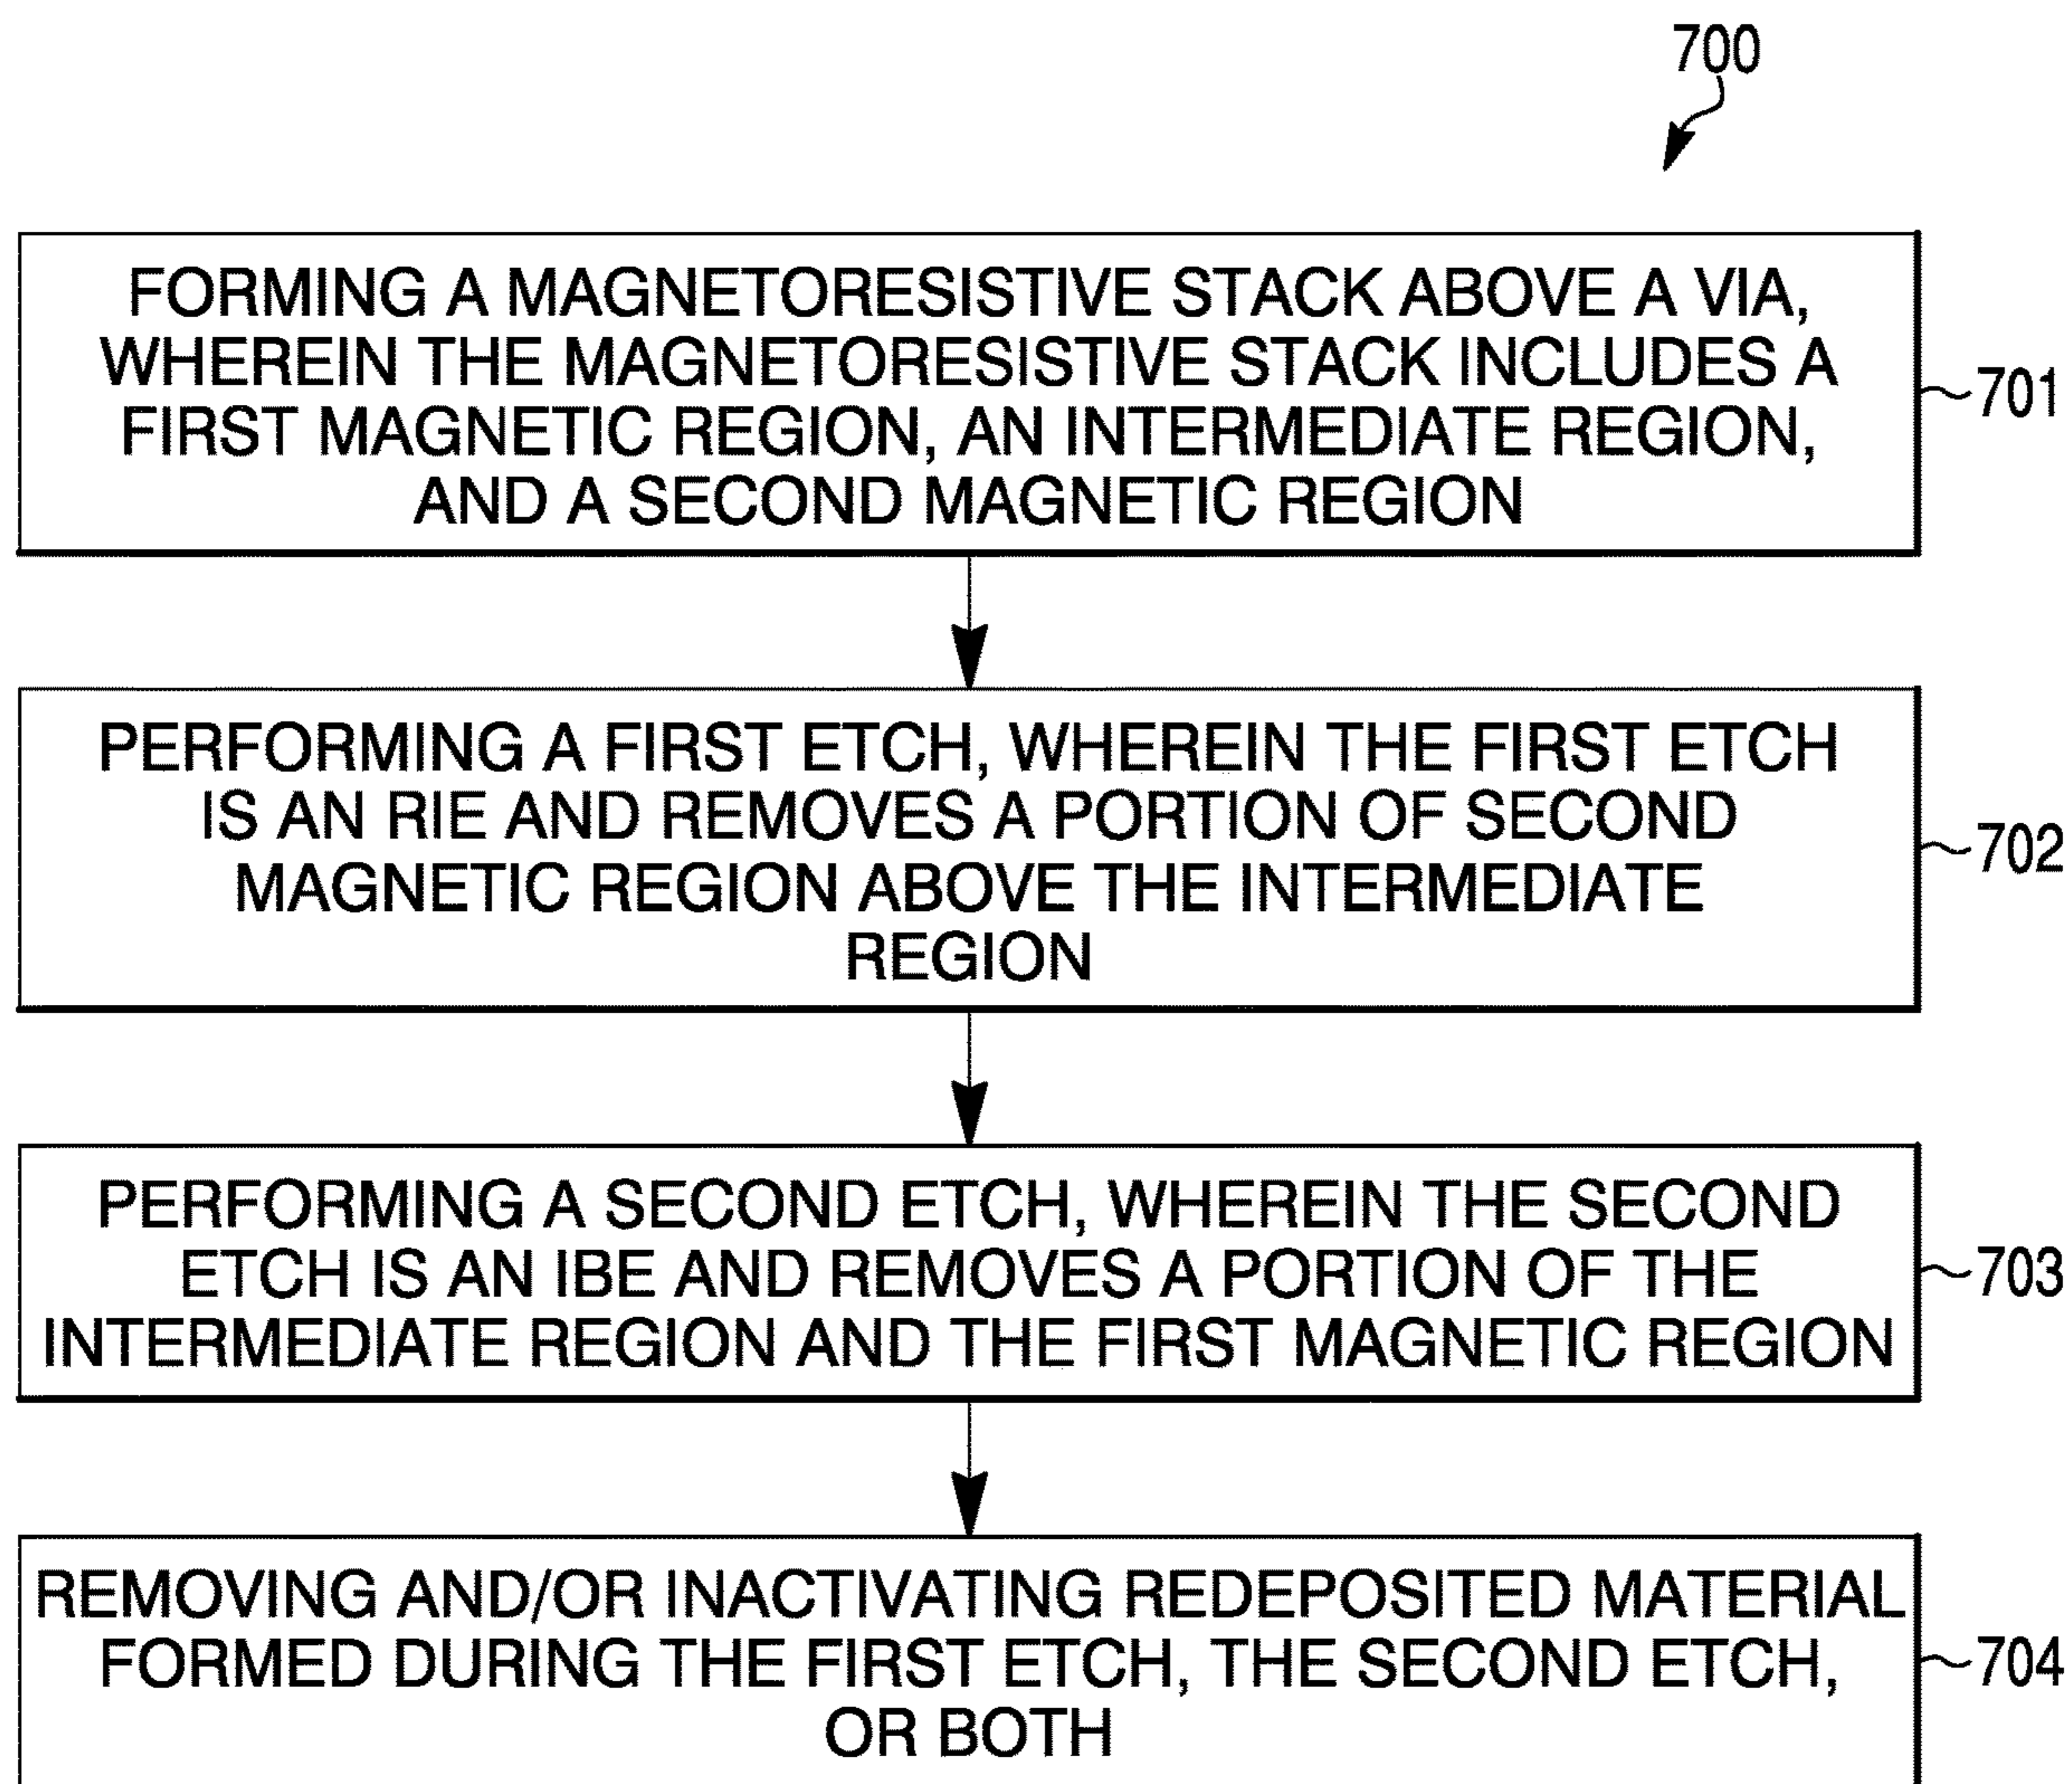 700
FORMING A MAGNETORESISTIVE STACK ABOVE A VIA,
WHEREIN THE MAGNETORESISTIVE STACK INCLUDES A
FIRST MAGNETIC REGION, AN INTERMEDIATE REGION,
AND A SECOND MAGNETIC REGION
701
PERFORMING A FIRST ETCH, WHEREIN THE FIRST ETCH
IS AN RIE AND REMOVES A PORTION OF SECOND
MAGNETIC REGION ABOVE THE INTERMEDIATE
REGION
702
PERFORMING A SECOND ETCH, WHEREIN THE SECOND
ETCH IS AN IBE AND REMOVES A PORTION OF THE
INTERMEDIATE REGION AND THE FIRST MAGNETIC REGION
703
REMOVING AND/OR INACTIVATING REDEPOSITED MATERIAL
FORMED DURING THE FIRST ETCH, THE SECOND ETCH,
OR BOTH
704